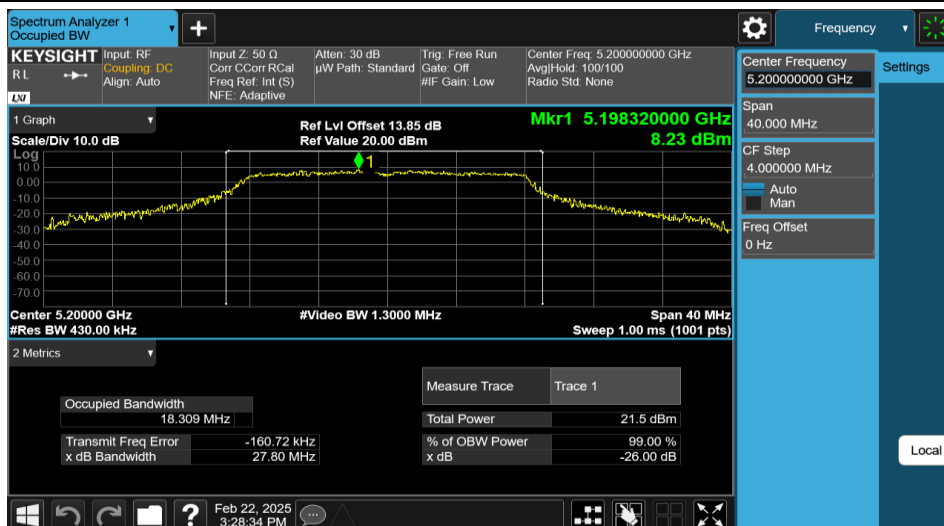 Spectrum Analyzer 1
Occupied BW
Frequency
KEYSIGHT
RL
LXI
Input: RF
Coupling: DC
Align: Auto
Input Z: 50 Ω
Corr CCorr RCal
Freq Ref: Int (S)
NFE: Adaptive
Atten: 30 dB
µW Path: Standard
Trig: Free Run
Gate: Off
#IF Gain: Low
Center Freq: 5.200000000 GHz
Avg|Hold: 100/100
Radio Std: None
Center Frequency
5.200000000 GHz
Settings
Span
40.000 MHz
CF Step
4.000000 MHz
Auto
Man
Freq Offset
0 Hz
Local
1 Graph
Scale/Div 10.0 dB
Ref Lvl Offset 13.85 dB
Ref Value 20.00 dBm
Mkr1 5.198320000 GHz
8.23 dBm
Log
1
10.0
0.00
-10.0
-20.0
-30.0
-40.0
-50.0
-60.0
-70.0
Center 5.20000 GHz
#Video BW 1.3000 MHz
Span 40 MHz
#Res BW 430.00 kHz
Sweep 1.00 ms (1001 pts)
2 Metrics
Measure Trace Trace 1
Occupied Bandwidth
18.309 MHz
Total Power 21.5 dBm
Transmit Freq Error -160.72 kHz
% of OBW Power 99.00 %
x dB Bandwidth 27.80 MHz
x dB -26.00 dB
?
Feb 22, 2025
3:28:34 PM